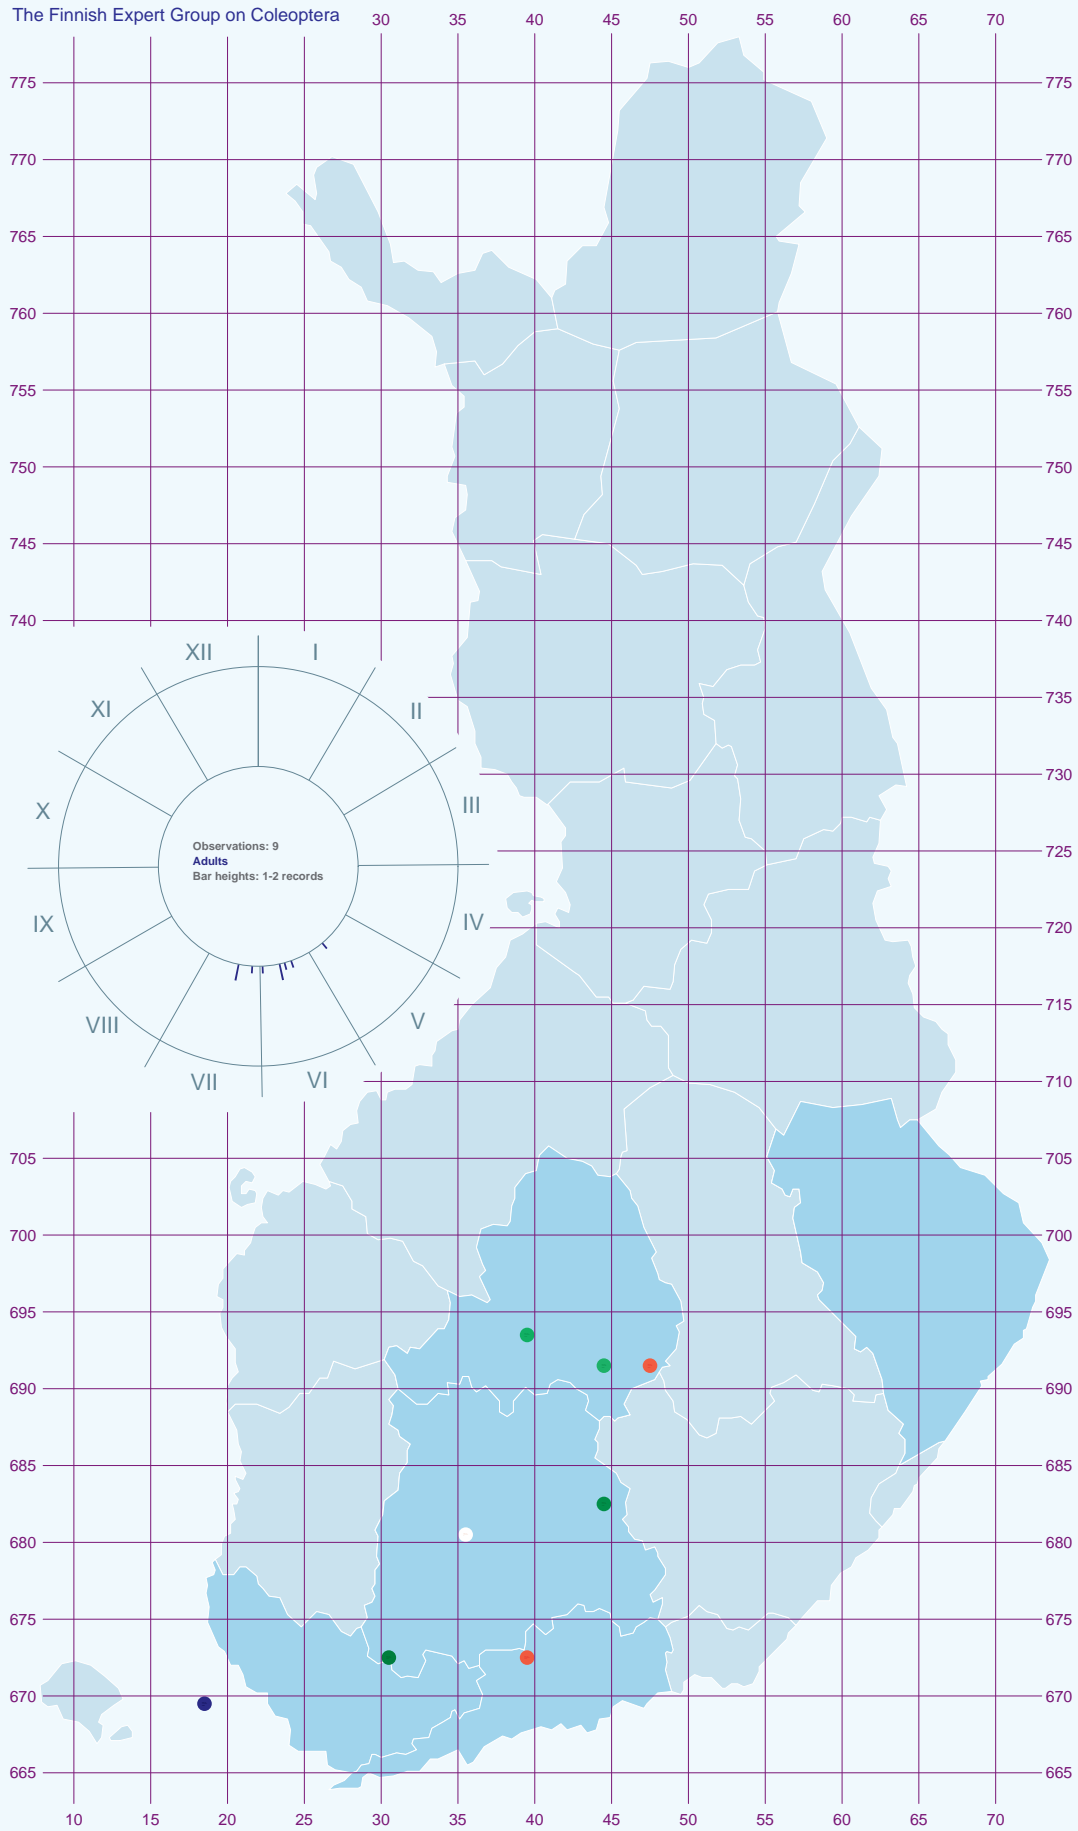 The Finnish Expert Group on Coleoptera
30 35 40 45 50 55 60 65 70
775 775
770 770
765 765
760 760
755 755
750 750
745 745
740 740
XII I
XI II
735
730
X III
725
Observations: 9
Adults
Bar heights: 1-2 records
IX IV
720
715
VIII V
VII VI
710
705 705
700 700
695 695
690 690
685 685
680 680
675 675
670 670
665 665
10 15 20 25 30 35 40 45 50 55 60 65 70